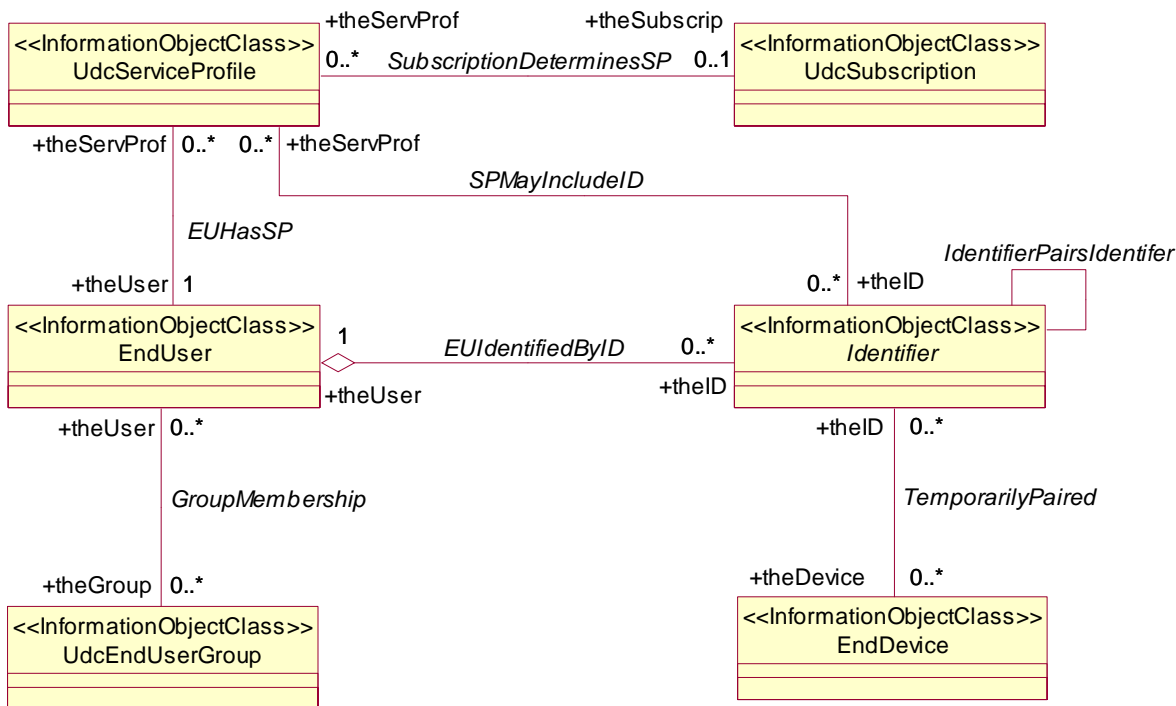 +theServProf
+theSubscrip
<<InformationObjectClass>>
UdcServiceProfile
0..*
SubscriptionDeterminesSP
0..1
<<InformationObjectClass>>
UdcSubscription
+theServProf
0..*
0..*
+theServProf
SPMayIncludeID
EUHasSP
IdentifierPairsIdentifer
+theUser
1
0..*
+theID
<<InformationObjectClass>>
EndUser
1
EUIdentifiedByID
0..*
<<InformationObjectClass>>
Identifier
+theUser
+theID
+theUser
0..*
+theID
0..*
GroupMembership
TemporarilyPaired
+theGroup
0..*
+theDevice
0..*
<<InformationObjectClass>>
UdcEndUserGroup
<<InformationObjectClass>>
EndDevice